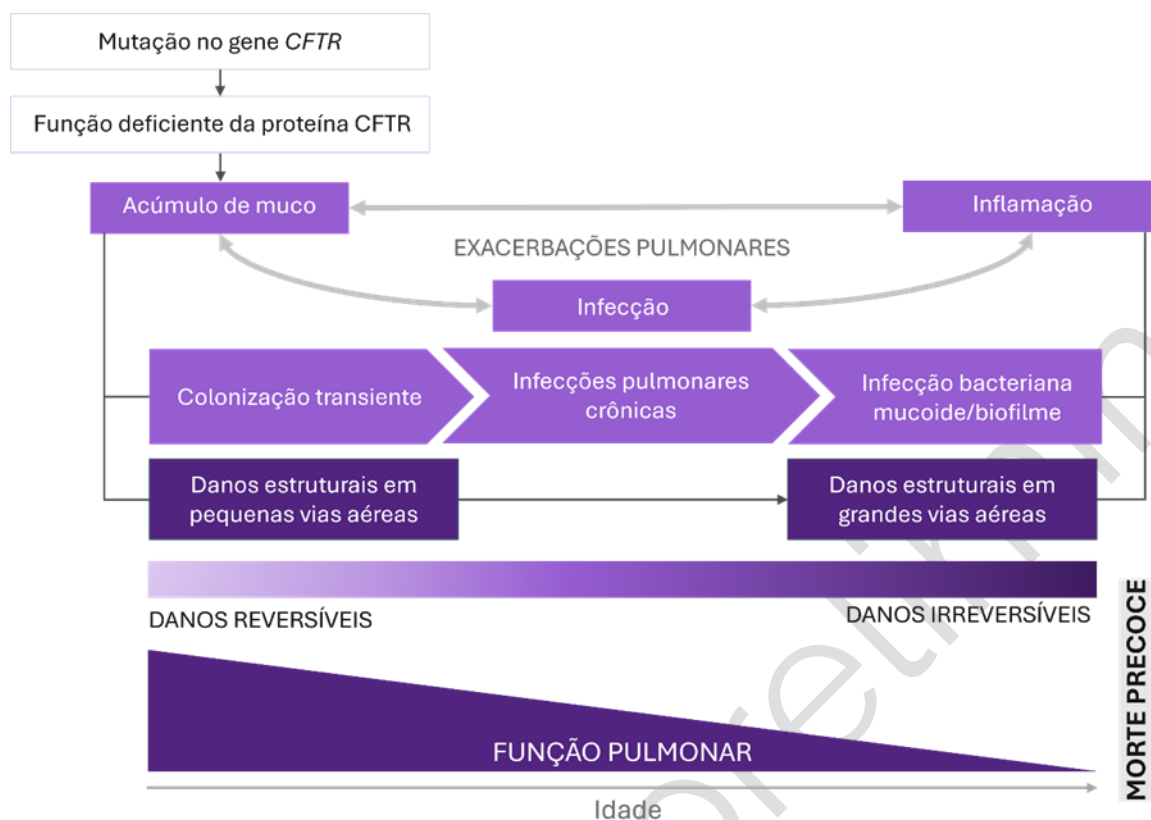 Mutação no gene CFTR
Função deficiente da proteína CFTR
Acúmulo de muco
Inflamação
EXACERBAÇÕES PULMONARES
Infecção
Colonização transiente
Infecções pulmonares
crônicas
Infecção bacteriana
mucoide/biofilme
Danos estruturais em
pequenas vias aéreas
Danos estruturais em
grandes vias aéreas
DANOS REVERSÍVEIS
DANOS IRREVERSÍVEIS
FUNÇÃO PULMONAR
Idade
MORTE PRECOCE